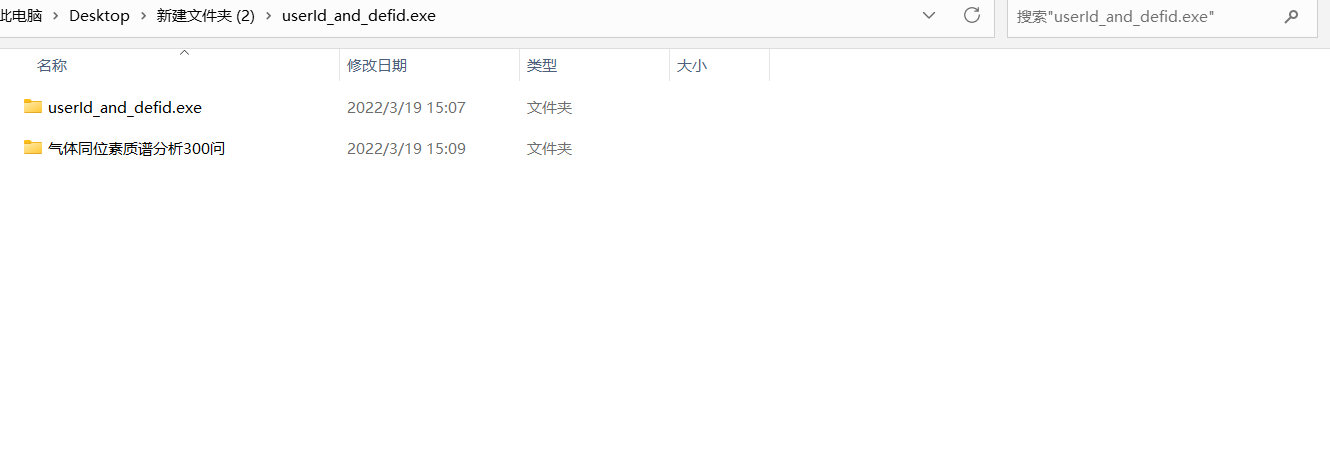 此电脑 > Desktop > 新建文件夹 (2) > userId_and_defid.exe
搜索"userId_and_defid.exe"
名称 修改日期 类型 大小
userId_and_defid.exe 2022/3/19 15:07 文件夹
气体同位素质谱分析300问 2022/3/19 15:09 文件夹